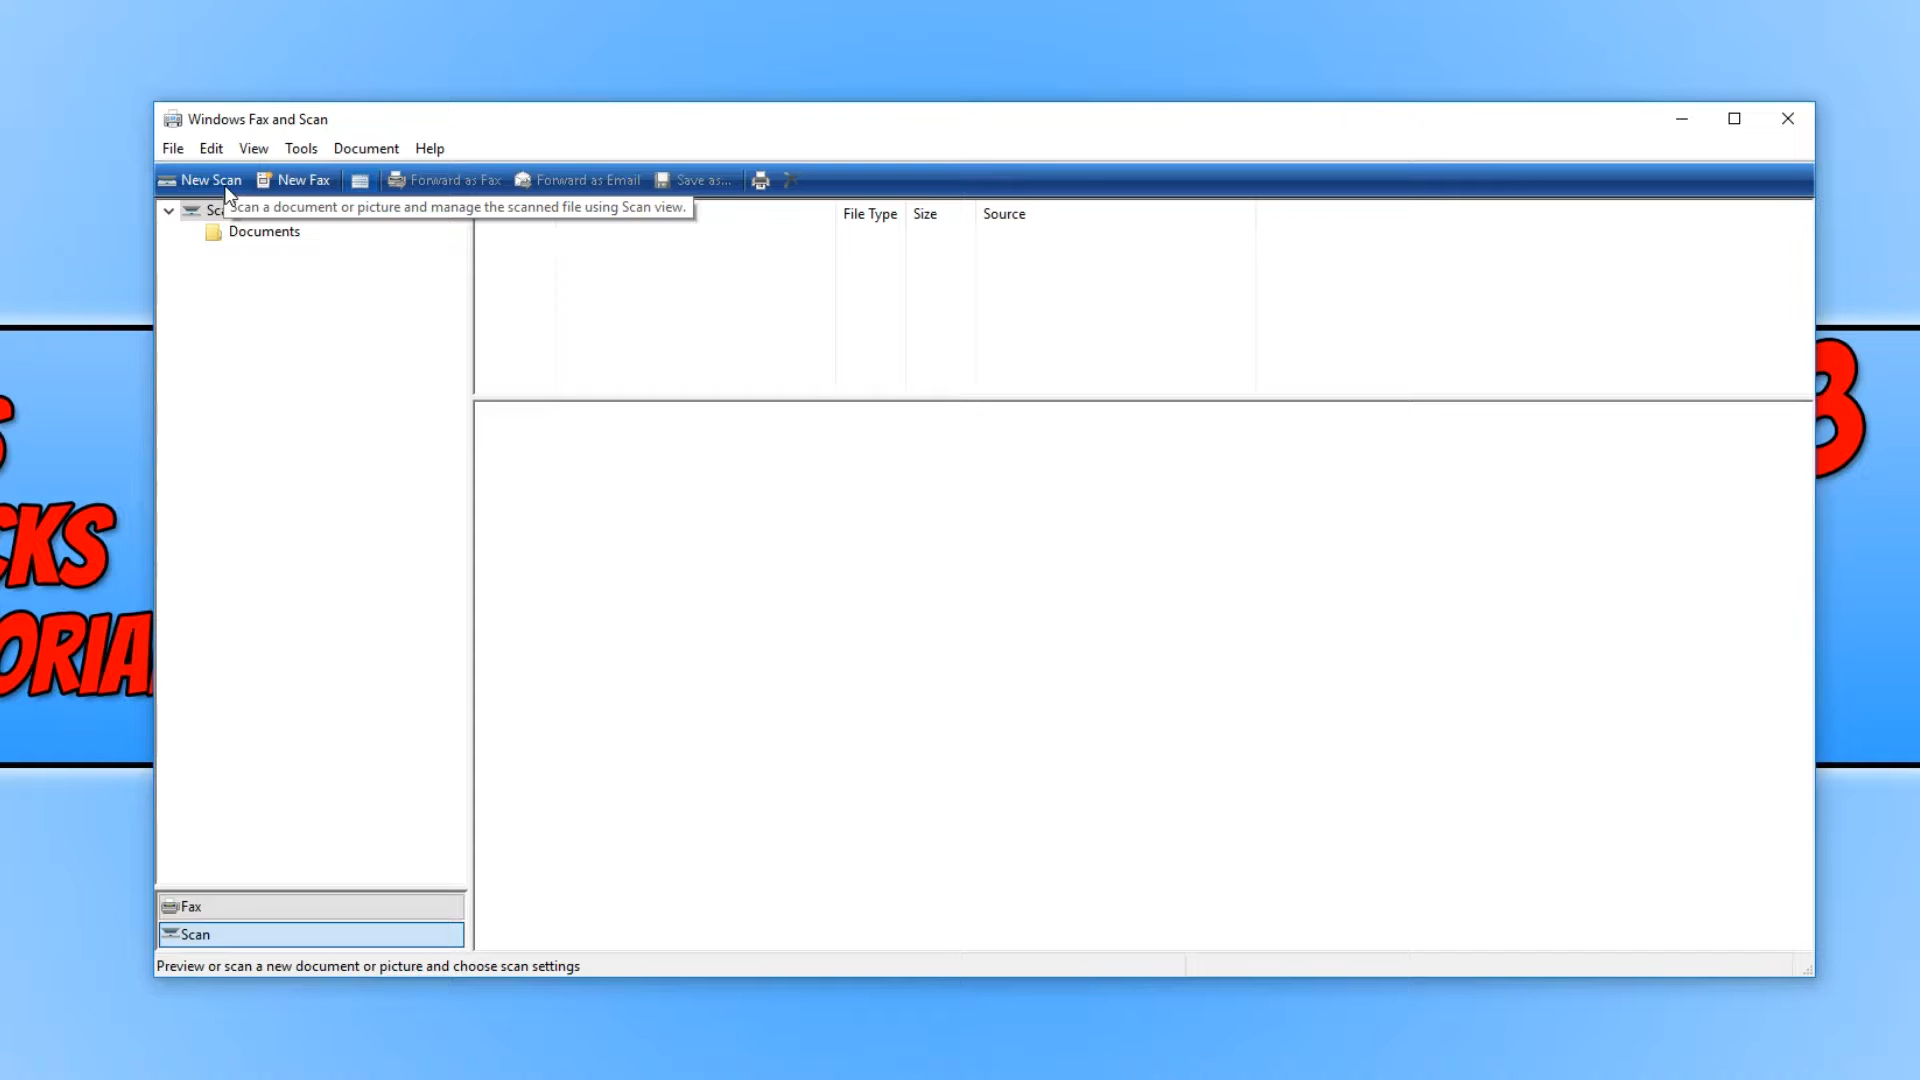 Windows Fax and Scan
File Edit View Tools Document Help
New Scan New Fax Forward as Fax Forward as Email Save as...
Scan a document or picture and manage the scanned file using Scan view.
File Type Size Source
Documents
Fax
Scan
Preview or scan a new document or picture and choose scan settings